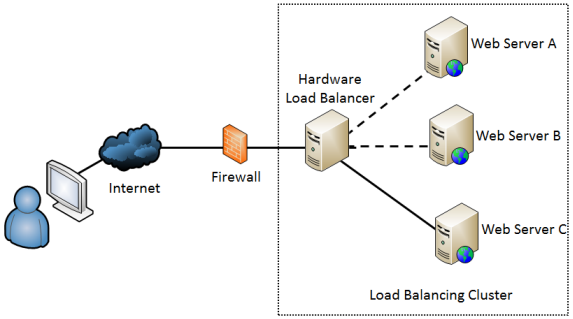 Web Server A
Hardware
Load Balancer
Web Server B
Internet
Firewall
Web Server C
Load Balancing Cluster